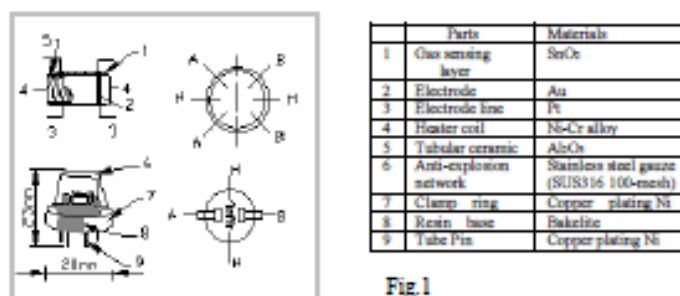 5
1
4
4
2
3
3
A
B
H
H
A
B
6
7
8
9
20mm
H
A
B
H
Parts Materials
1 Gas sensing layer SnO₂
2 Electrode Au
3 Electrode line Pt
4 Heater coil Ni-Cr alloy
5 Tubular ceramic Al₂O₃
6 Anti-explosion network Stainless steel gauze (SUS316 100-mesh)
7 Clamp ring Copper plating Ni
8 Resin base Bakelite
9 Tube Pin Copper plating Ni
Fig.1